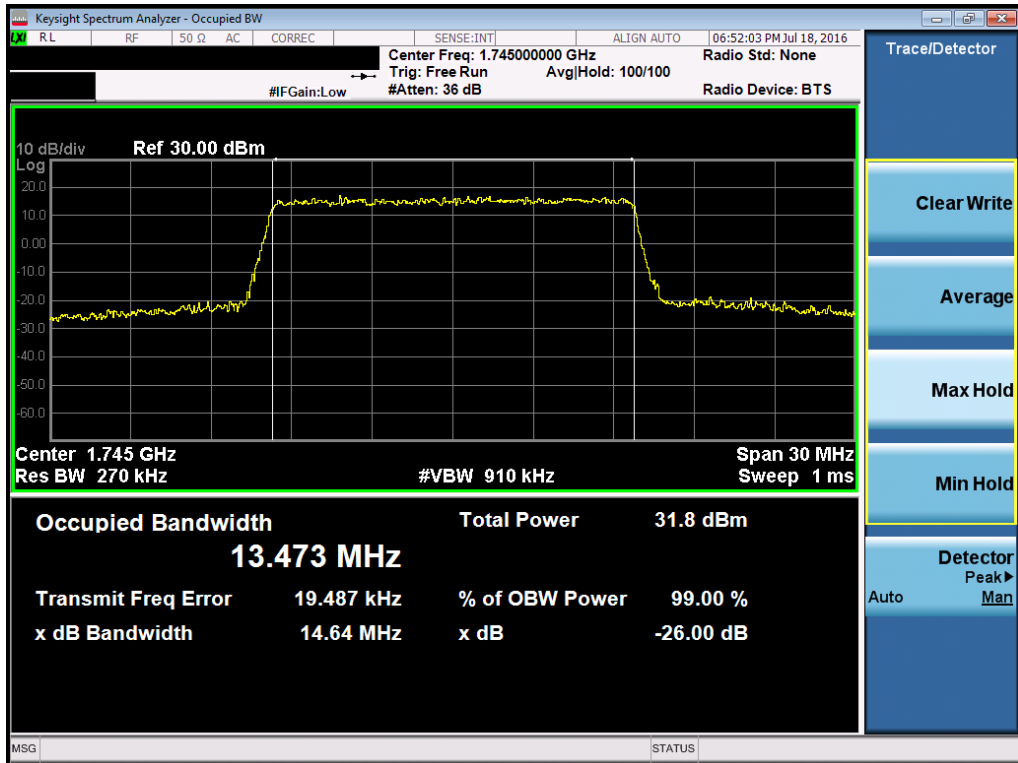 Keysight Spectrum Analyzer - Occupied BW
LXI RL RF 50 Ω AC CORREC SENSE:INT ALIGN AUTO 06:52:03 PM Jul 18, 2016
Center Freq: 1.745000000 GHz Radio Std: None
Trig: Free Run Avg|Hold: 100/100
#IFGain:Low #Atten: 36 dB Radio Device: BTS
Trace/Detector
10 dB/div Ref 30.00 dBm
Log
20.0
10.0
0.00
-10.0
-20.0
-30.0
-40.0
-50.0
-60.0
Center 1.745 GHz Span 30 MHz
Res BW 270 kHz #VBW 910 kHz Sweep 1 ms
Occupied Bandwidth Total Power 31.8 dBm
13.473 MHz
Transmit Freq Error 19.487 kHz % of OBW Power 99.00 %
x dB Bandwidth 14.64 MHz x dB -26.00 dB
Clear Write
Average
Max Hold
Min Hold
Detector
Peak▶
Auto Man
MSG STATUS